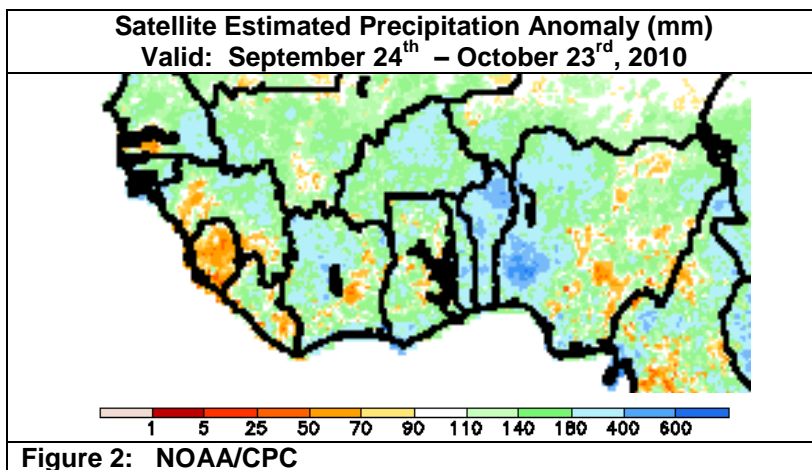 Satellite Estimated Precipitation Anomaly (mm)
Valid: September 24th – October 23rd, 2010
1 5 25 50 70 90 110 140 180 400 600
Figure 2: NOAA/CPC